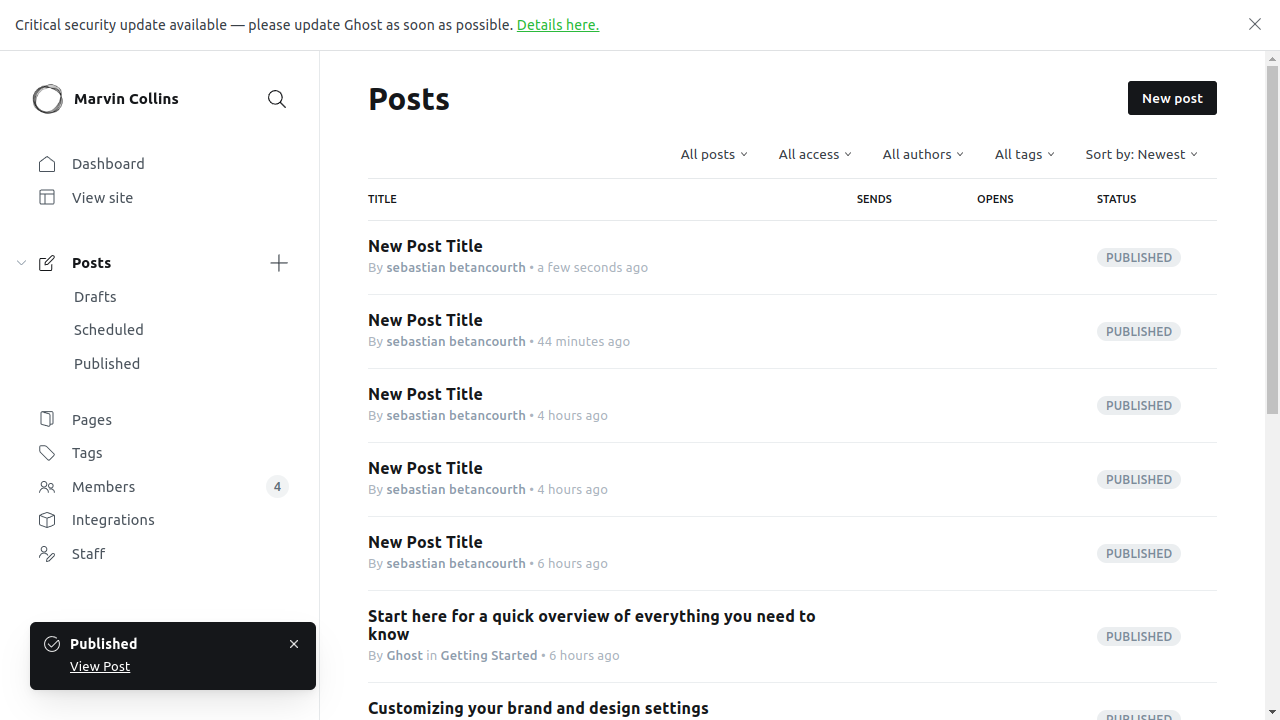 Critical security update available — please update Ghost as soon as possible. Details here.
Marvin Collins
Dashboard
View site
Posts
Drafts
Scheduled
Published
Pages
Tags
Members 4
Integrations
Staff
Published
View Post
Posts
New post
All posts All access All authors All tags Sort by: Newest
TITLE SENDS OPENS STATUS
New Post Title
By sebastian betancourth • a few seconds ago
PUBLISHED
New Post Title
By sebastian betancourth • 44 minutes ago
PUBLISHED
New Post Title
By sebastian betancourth • 4 hours ago
PUBLISHED
New Post Title
By sebastian betancourth • 4 hours ago
PUBLISHED
New Post Title
By sebastian betancourth • 6 hours ago
PUBLISHED
Start here for a quick overview of everything you need to
know
By Ghost in Getting Started • 6 hours ago
PUBLISHED
Customizing your brand and design settings
PUBLISHED